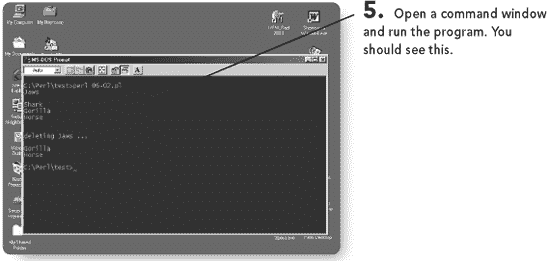 My Computer
MS-DOS Prompt
Auto
C:\Perl\test>perl 06-02.pl
Jaws
Shark
Gorilla
Horse
deleting Jaws ...
Gorilla
Horse
C:\Perl\test>_
5. Open a command window
and run the program. You
should see this.